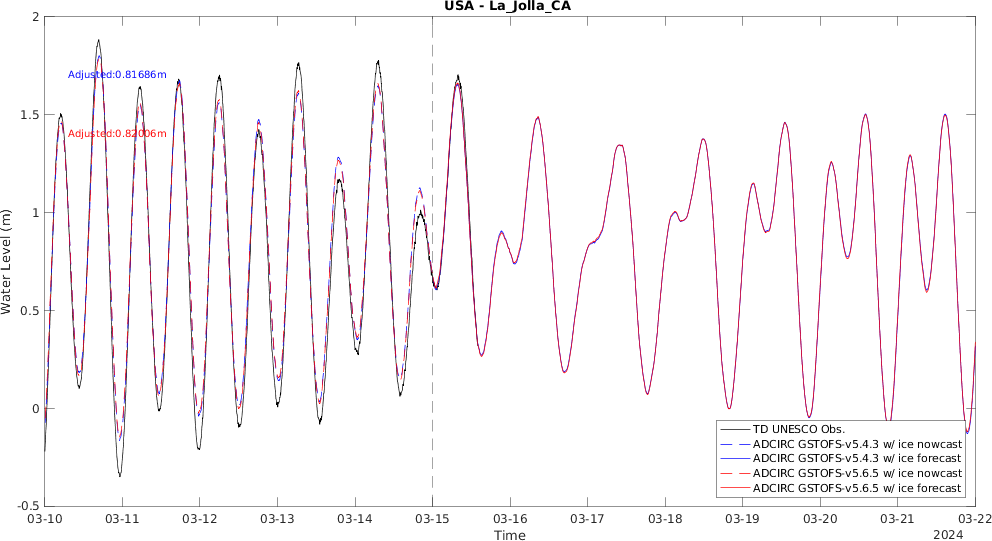 USA - La_Jolla_CA
2
1.5
1
0.5
0
-0.5
Water Level (m)
Adjusted:0.81686m
Adjusted:0.82006m
TD UNESCO Obs.
ADCIRC GSTOFS-v5.4.3 w/ ice nowcast
ADCIRC GSTOFS-v5.4.3 w/ ice forecast
ADCIRC GSTOFS-v5.6.5 w/ ice nowcast
ADCIRC GSTOFS-v5.6.5 w/ ice forecast
03-10 03-11 03-12 03-13 03-14 03-15 03-16 03-17 03-18 03-19 03-20 03-21 03-22
Time
2024